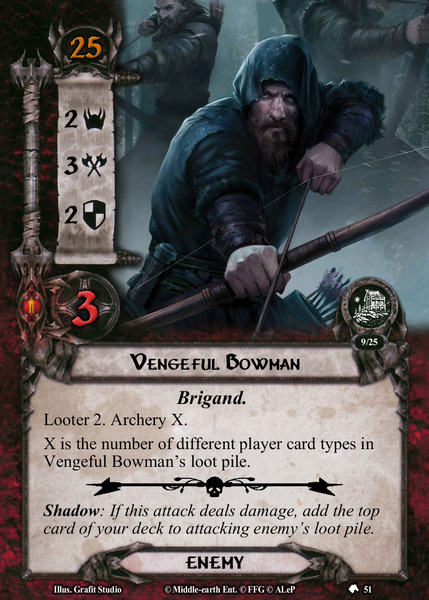 25
2
3
2
3
9/25
Vengeful Bowman
Brigand.
Looter 2. Archery X.
X is the number of different player card types in
Vengeful Bowman's loot pile.
Shadow: If this attack deals damage, add the top
card of your deck to attacking enemy's loot pile.
ENEMY
Illus. Grafit Studio
©Middle-earth Ent. © FFG © ALeP
51